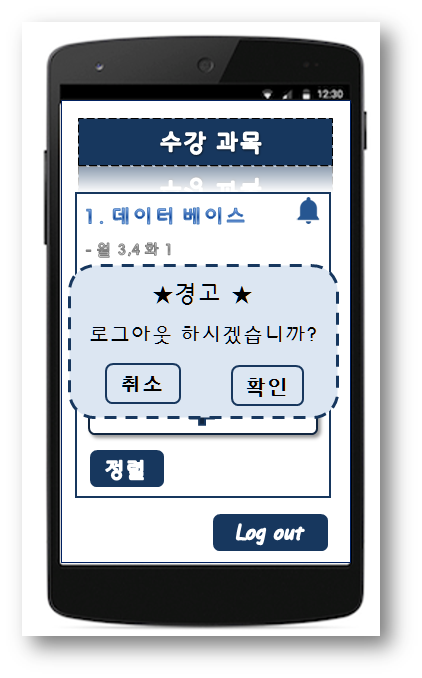 12:30
수강 과목
1. 데이터 베이스
- 월 3,4 화 1
★경고 ★
로그아웃 하시겠습니까?
취소 확인
정렬
Log out